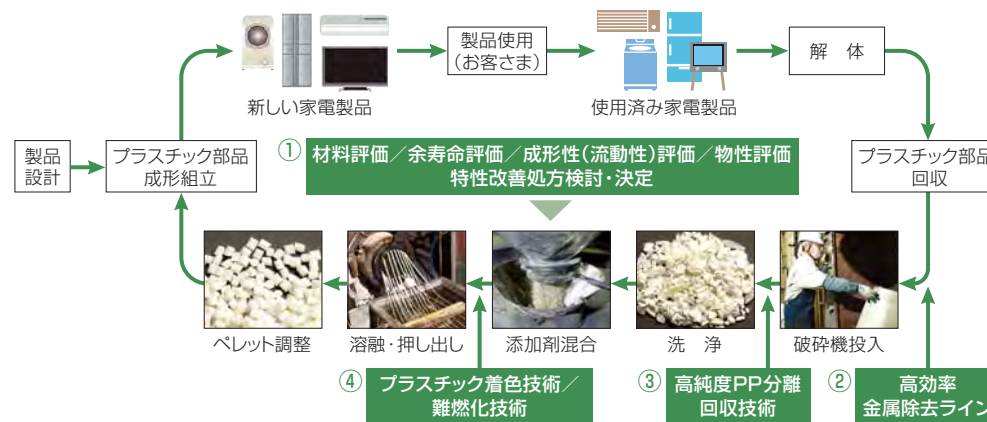 新しい家電製品
製品使用
(お客さま)
使用済み家電製品
解　体
製品
設計
プラスチック部品
成形組立
① 材料評価／余寿命評価／成形性(流動性)評価／物性評価
特性改善処方検討・決定
プラスチック部品
回収
ペレット調整
溶融・押し出し
添加剤混合
洗　浄
破砕機投入
④ プラスチック着色技術／
難燃化技術
③ 高純度PP分離
回収技術
② 高効率
金属除去ライン